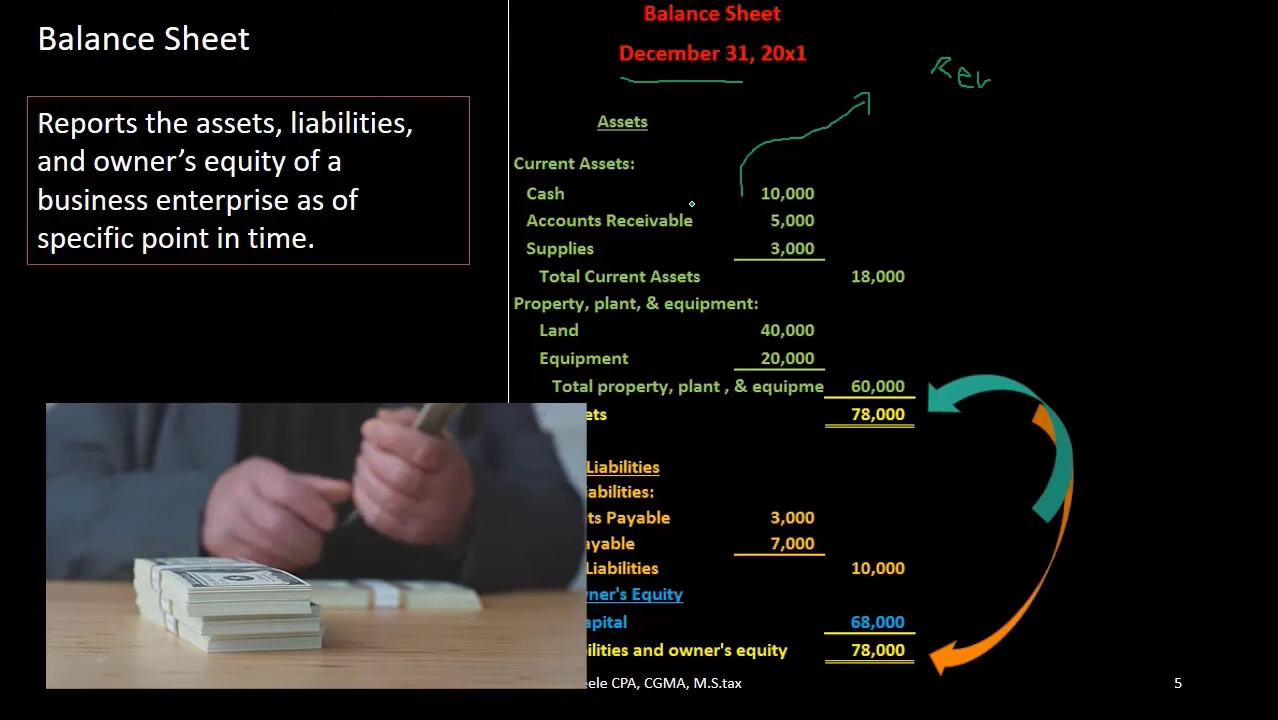 Balance Sheet
Reports the assets, liabilities,
and owner's equity of a
business enterprise as of
specific point in time.
Balance Sheet
December 31, 20x1
Rev
Assets
Current Assets:
Cash 10,000
Accounts Receivable 5,000
Supplies 3,000
Total Current Assets 18,000
Property, plant, & equipment:
Land 40,000
Equipment 20,000
Total property, plant , & equipme 60,000
ets 78,000
Liabilities
abilities:
ts Payable 3,000
ayable 7,000
Liabilities 10,000
ner's Equity
apital 68,000
ilities and owner's equity 78,000
eele CPA, CGMA, M.S.tax
5